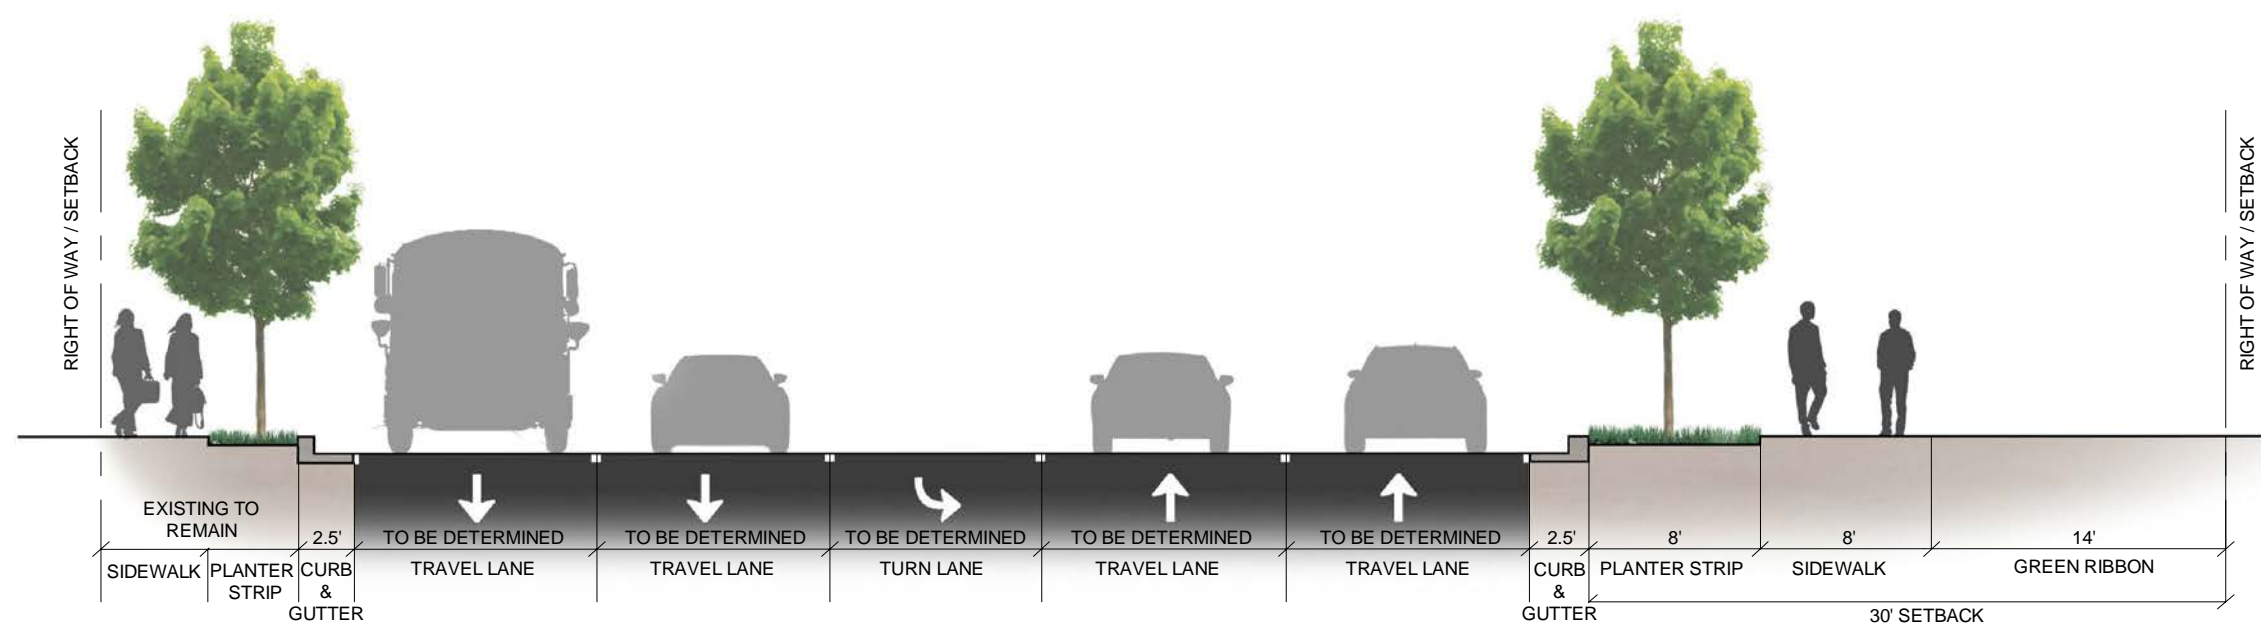 RIGHT OF WAY / SETBACK
RIGHT OF WAY / SETBACK
EXISTING TO
REMAIN
2.5'
TO BE DETERMINED
TO BE DETERMINED
TO BE DETERMINED
TO BE DETERMINED
TO BE DETERMINED
2.5'
8'
8'
14'
SIDEWALK
PLANTER
STRIP
CURB
&
GUTTER
TRAVEL LANE
TRAVEL LANE
TURN LANE
TRAVEL LANE
TRAVEL LANE
CURB
&
GUTTER
PLANTER STRIP
SIDEWALK
GREEN RIBBON
30' SETBACK